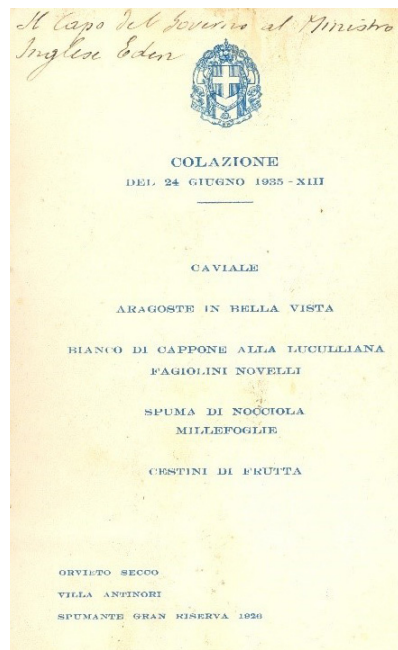 Il Capo del Governo al Ministro
Inglese Eden
COLAZIONE
DEL 24 GIUGNO 1935 - XIII
CAVIALE
ARAGOSTE IN BELLA VISTA
BIANCO DI CAPPONE ALLA LUCULLIANA
FAGIOLINI NOVELLI
SPUMA DI NOCCIOLA
MILLEFOGLIE
CESTINI DI FRUTTA
ORVIETO SECCO
VILLA ANTINORI
SPUMANTE GRAN RISERVA 1926